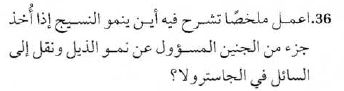 36. اعمل ملخصًا تشرح فيه أين ينمو النسيج إذا أُخذ
جزء من الجنين المسؤول عن نمو الذيل ونقل إلى
السائل في الجاسترولا؟